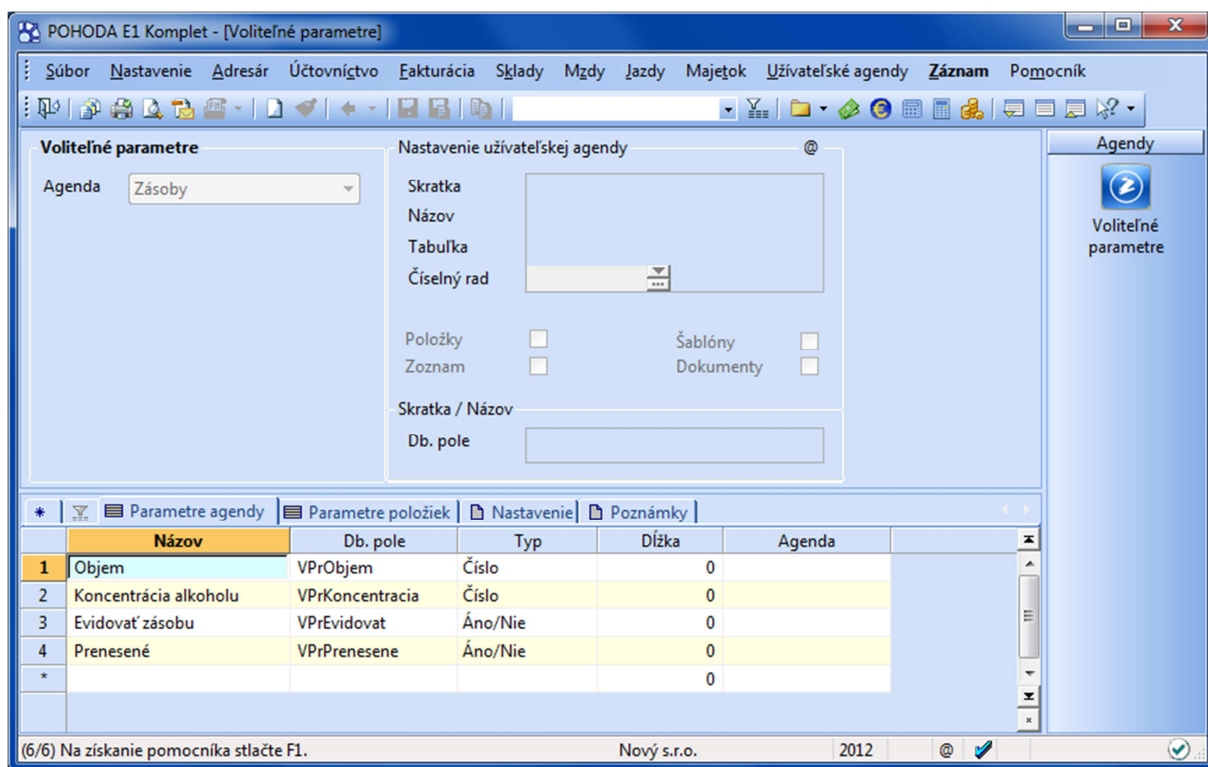 POHODA E1 Komplet - [Voliteľné parametre]
Súbor Nastavenie Adresár Účtovníctvo Fakturácia Sklady Mzdy Jazdy Majetok Užívateľské agendy Záznam Pomocník
Voliteľné parametre
Agenda Zásoby
Nastavenie užívateľskej agendy @
Skratka
Názov
Tabuľka
Číselný rad
Položky Šablóny
Zoznam Dokumenty
Skratka / Názov
Db. pole
Agendy
Voliteľné
parametre
* Parametre agendy Parametre položiek Nastavenie Poznámky
Názov Db. pole Typ Dĺžka Agenda
1 Objem VPrObjem Číslo 0
2 Koncentrácia alkoholu VPrKoncentracia Číslo 0
3 Evidovať zásobu VPrEvidovat Áno/Nie 0
4 Prenesené VPrPrenesene Áno/Nie 0
* 0
(6/6) Na získanie pomocníka stlačte F1. Nový s.r.o. 2012 @